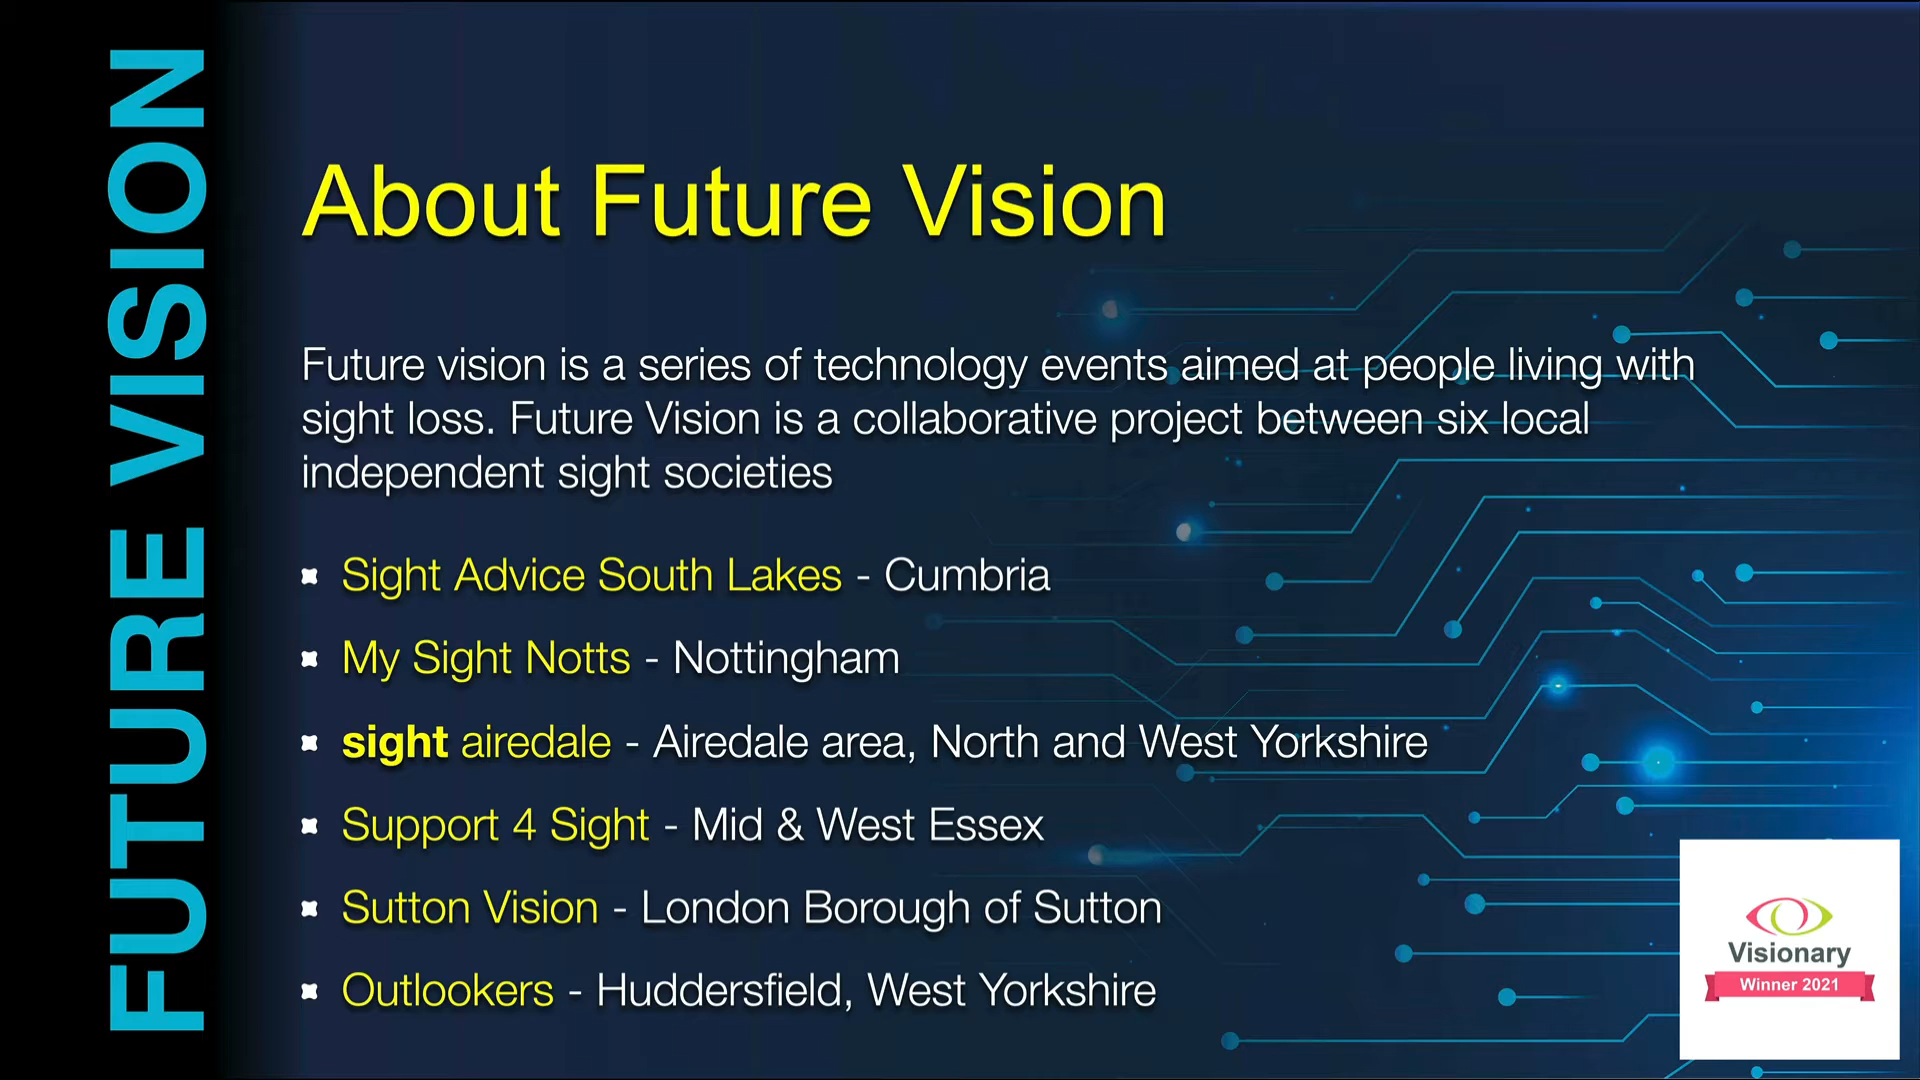 FUTURE VISION
About Future Vision
Future vision is a series of technology events aimed at people living with
sight loss. Future Vision is a collaborative project between six local
independent sight societies
Sight Advice South Lakes - Cumbria
My Sight Notts - Nottingham
sight airedale - Airedale area, North and West Yorkshire
Support 4 Sight - Mid & West Essex
Sutton Vision - London Borough of Sutton
Outlookers - Huddersfield, West Yorkshire
Visionary
Winner 2021